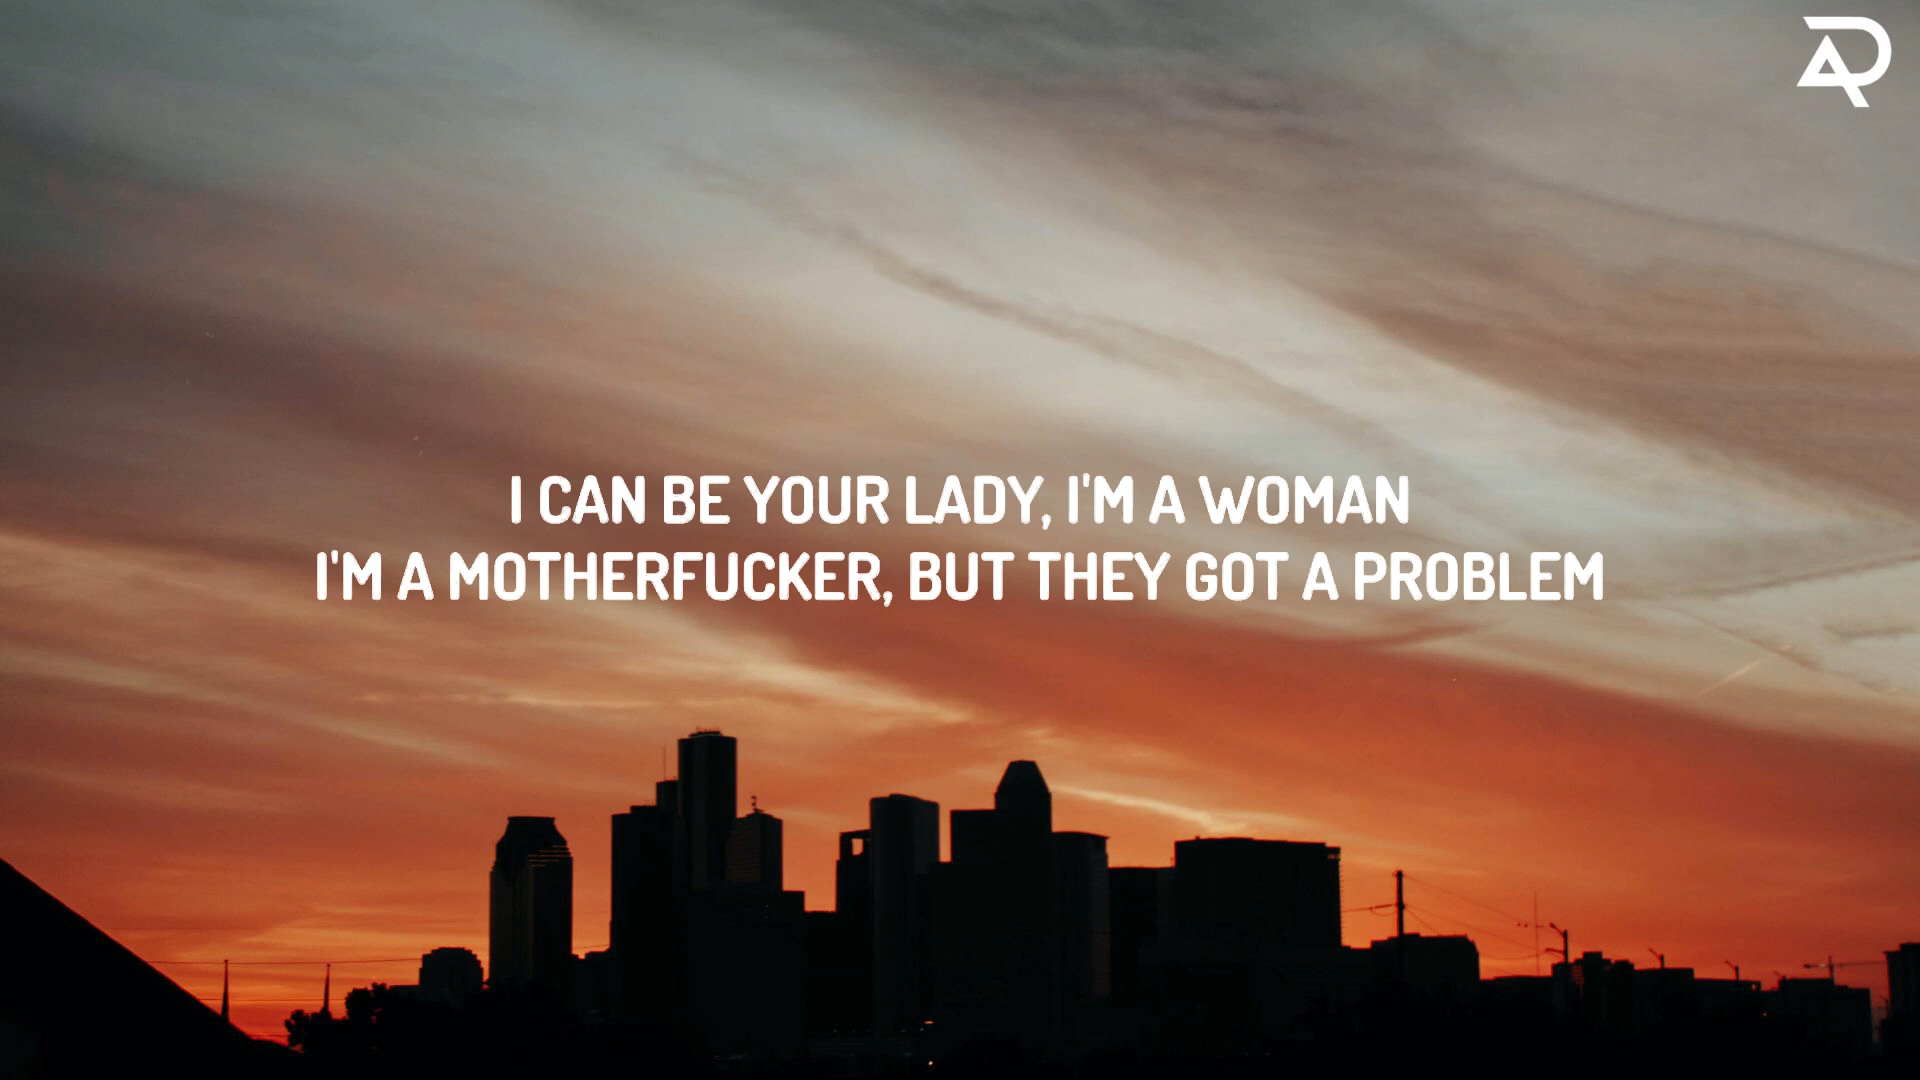 I CAN BE YOUR LADY, I'M A WOMAN
I'M A MOTHERFUCKER, BUT THEY GOT A PROBLEM